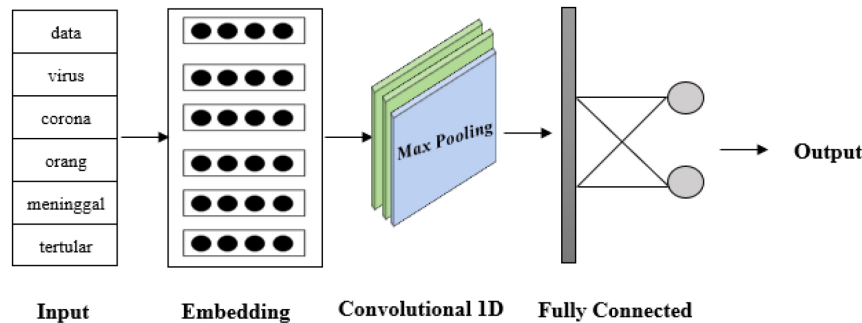 data
virus
corona
orang
meninggal
tertular
Max Pooling
Output
Input
Embedding
Convolutional 1D
Fully Connected